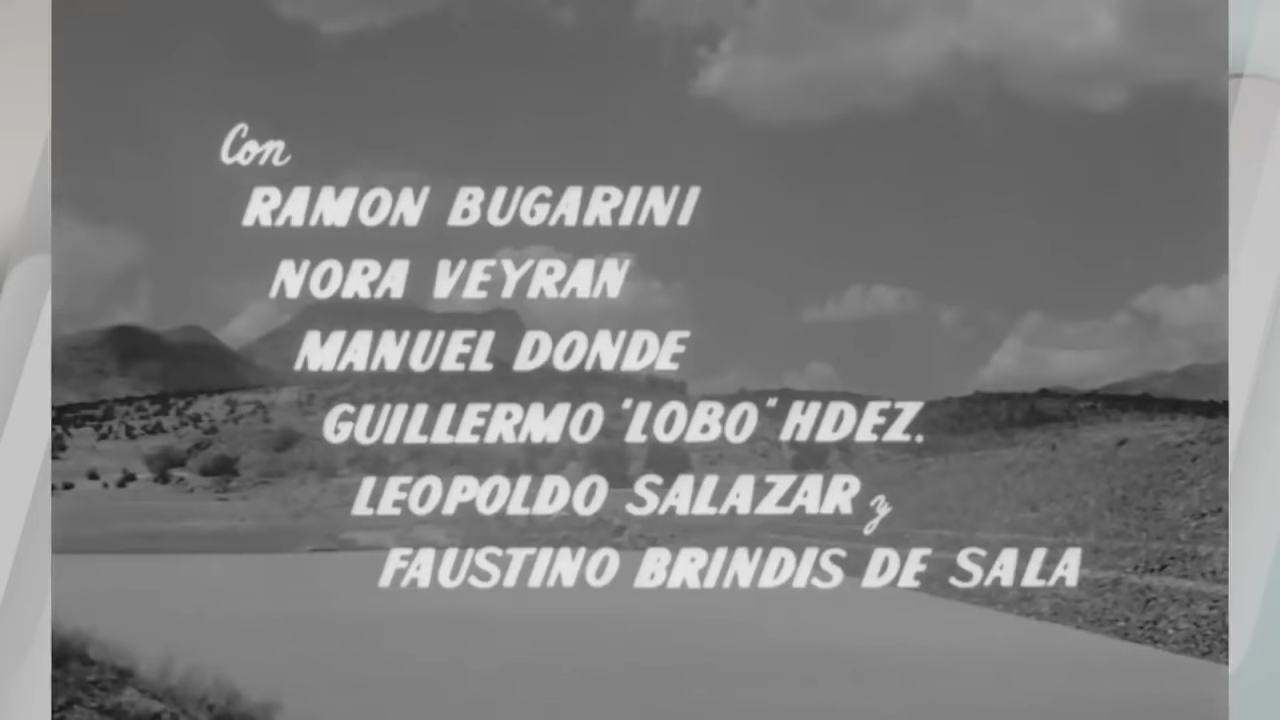 Con
RAMON BUGARINI
NORA VEYRAN
MANUEL DONDE
GUILLERMO "LOBO" HDEZ.
LEOPOLDO SALAZAR y
FAUSTINO BRINDIS DE SALA